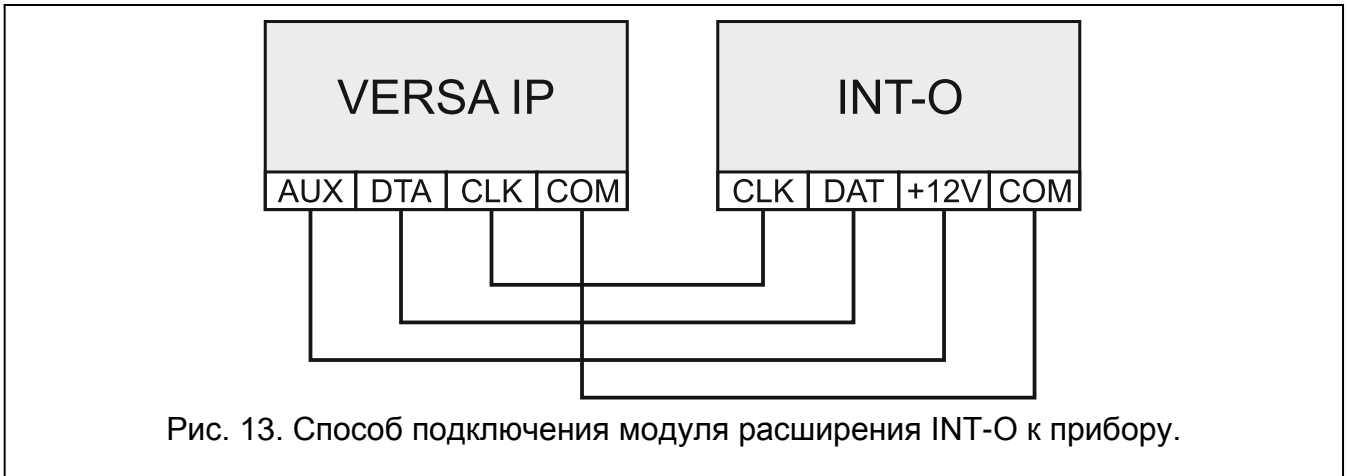 VERSA IP INT-O
AUX DTA CLK COM CLK DAT +12V COM
Рис. 13. Способ подключения модуля расширения INT-O к прибору.